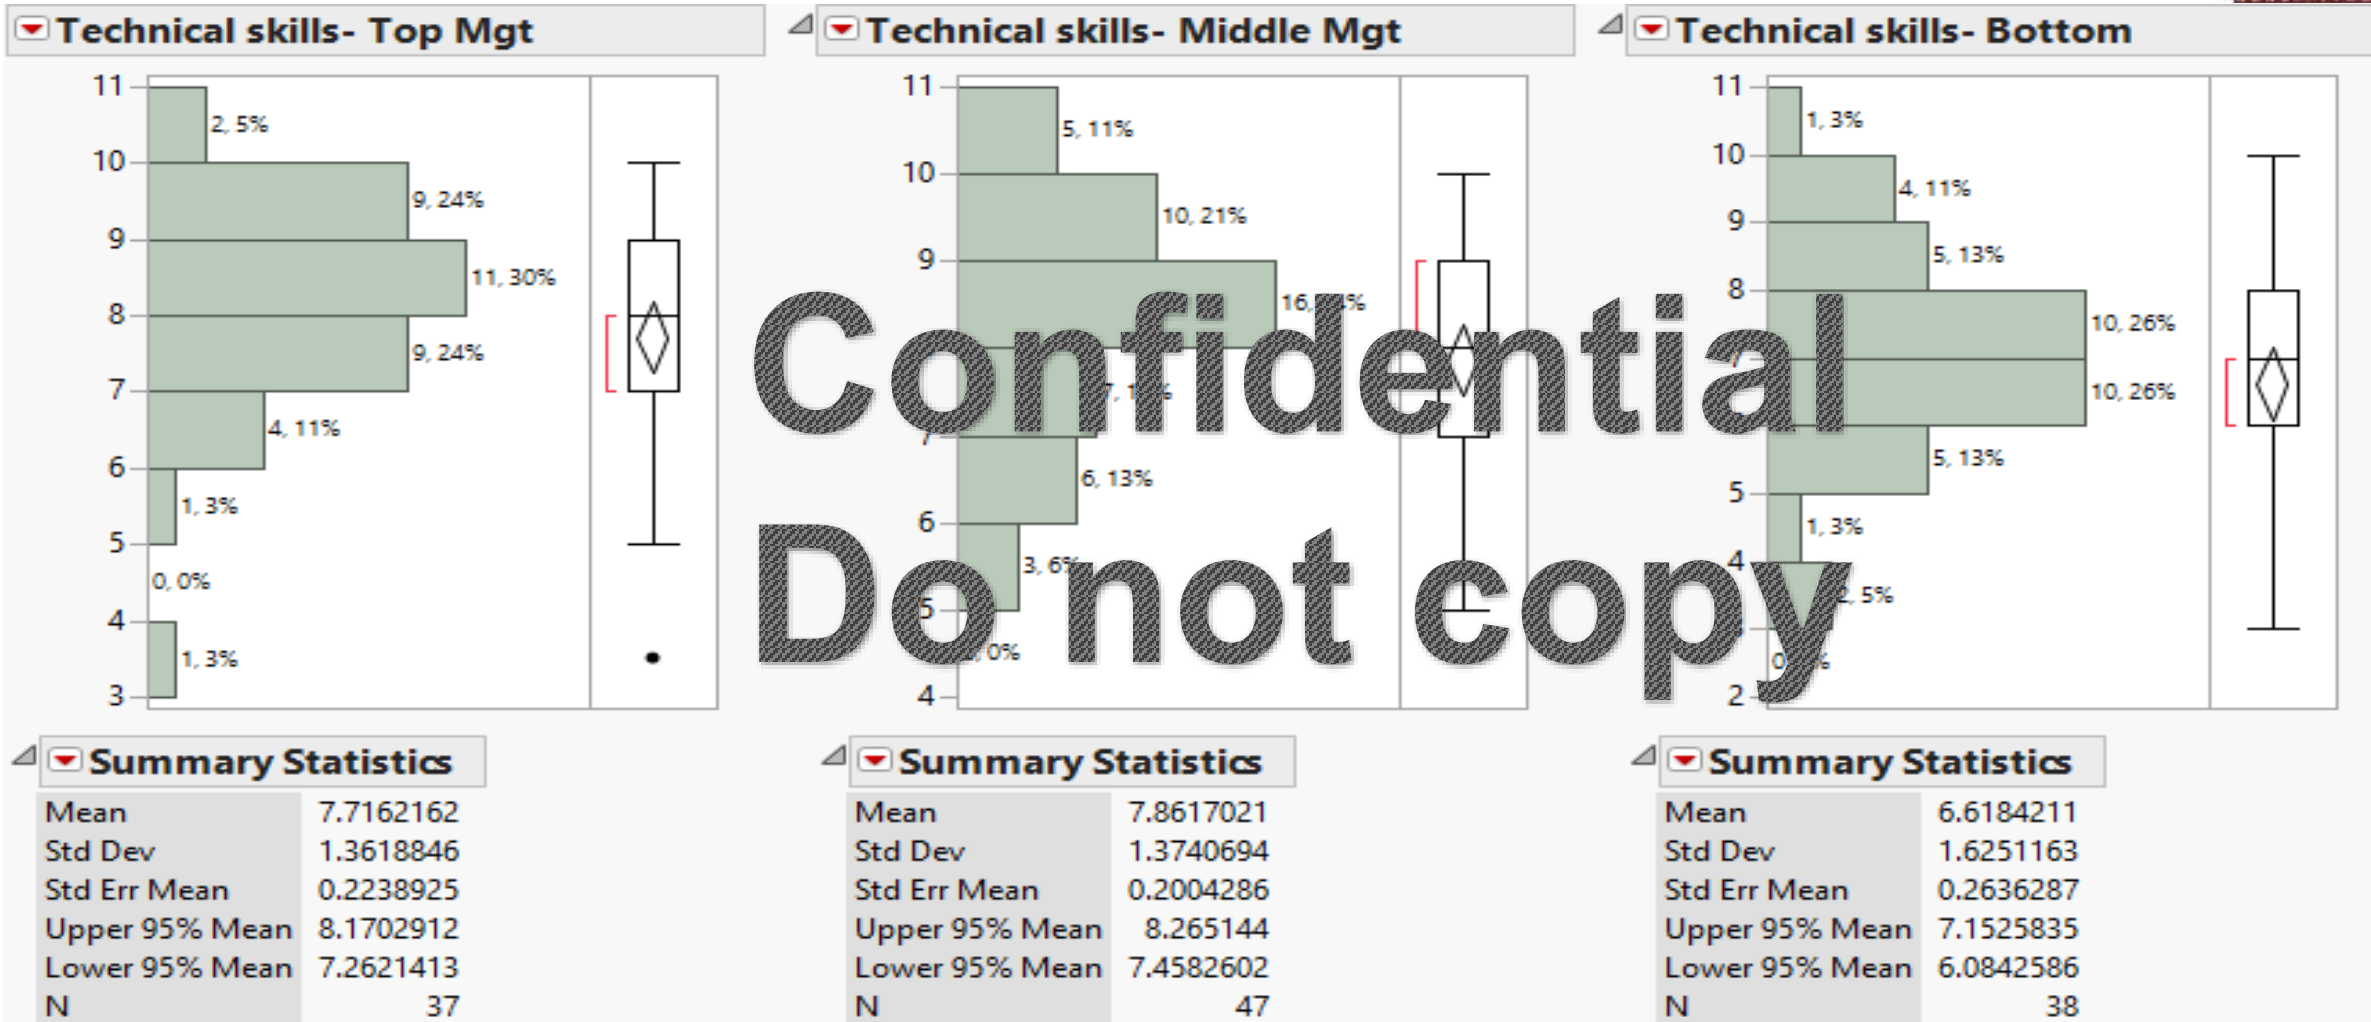 Technical skills- Top Mgt
11
2, 5%
10
9, 24%
9
11, 30%
8
9, 24%
7
4, 11%
6
1, 3%
5
0, 0%
4
1, 3%
3
Summary Statistics
Mean 7.7162162
Std Dev 1.3618846
Std Err Mean 0.2238925
Upper 95% Mean 8.1702912
Lower 95% Mean 7.2621413
N 37
Technical skills- Middle Mgt
11
5, 11%
10
10, 21%
9
16,
7
6, 13%
6
3, 6%
5
0%
4
Summary Statistics
Mean 7.8617021
Std Dev 1.3740694
Std Err Mean 0.2004286
Upper 95% Mean 8.265144
Lower 95% Mean 7.4582602
N 47
Technical skills- Bottom
11
1, 3%
10
4, 11%
9
5, 13%
8
10, 26%
7
10, 26%
5, 13%
5
1, 3%
4
2, 5%
2
Summary Statistics
Mean 6.6184211
Std Dev 1.6251163
Std Err Mean 0.2636287
Upper 95% Mean 7.1525835
Lower 95% Mean 6.0842586
N 38
Confidential
Do not copy